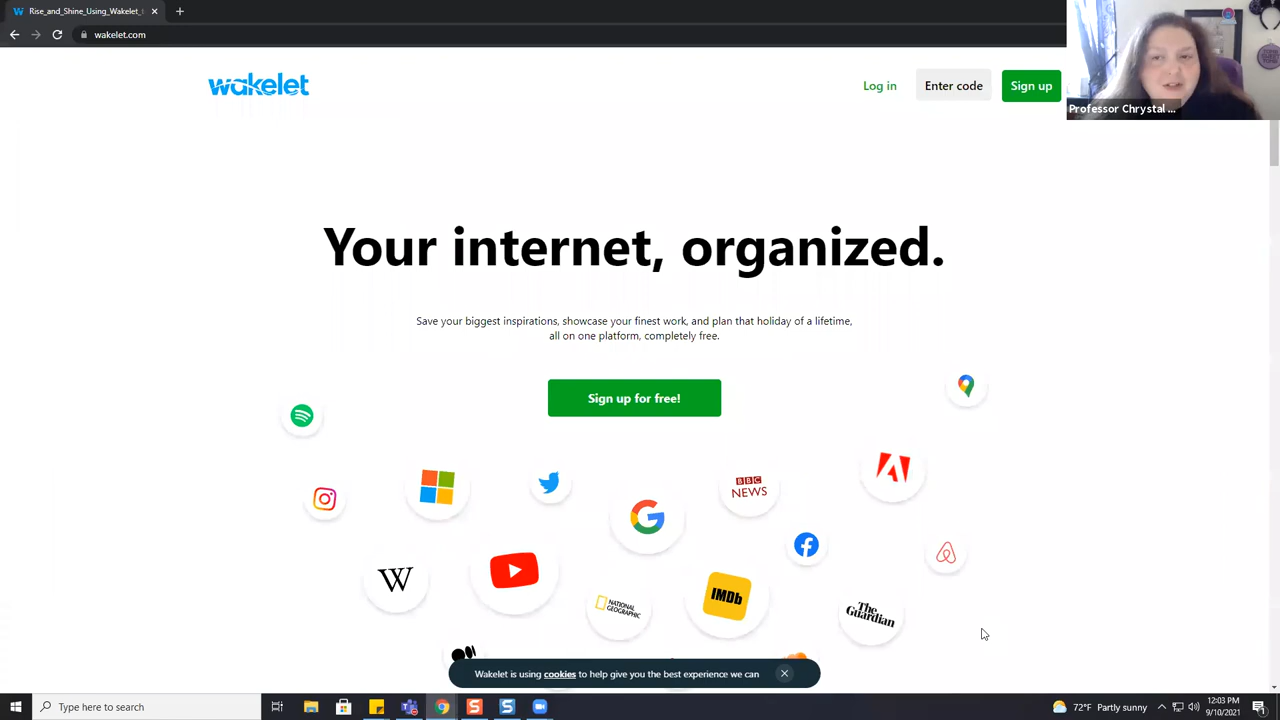 Rise_and_Shine_Using_Wakelet_
wakelet.com
wakelet
Log in
Enter code
Sign up
Professor Chrystal ...
Your internet, organized.
Save your biggest inspirations, showcase your finest work, and plan that holiday of a lifetime,
all on one platform, completely free.
Sign up for free!
BBC
NEWS
W
NATIONAL
GEOGRAPHIC
IMDb
The
Guardian
Wakelet is using cookies to help give you the best experience we can
Type here to search
72°F Partly sunny
12:03 PM
9/10/2021